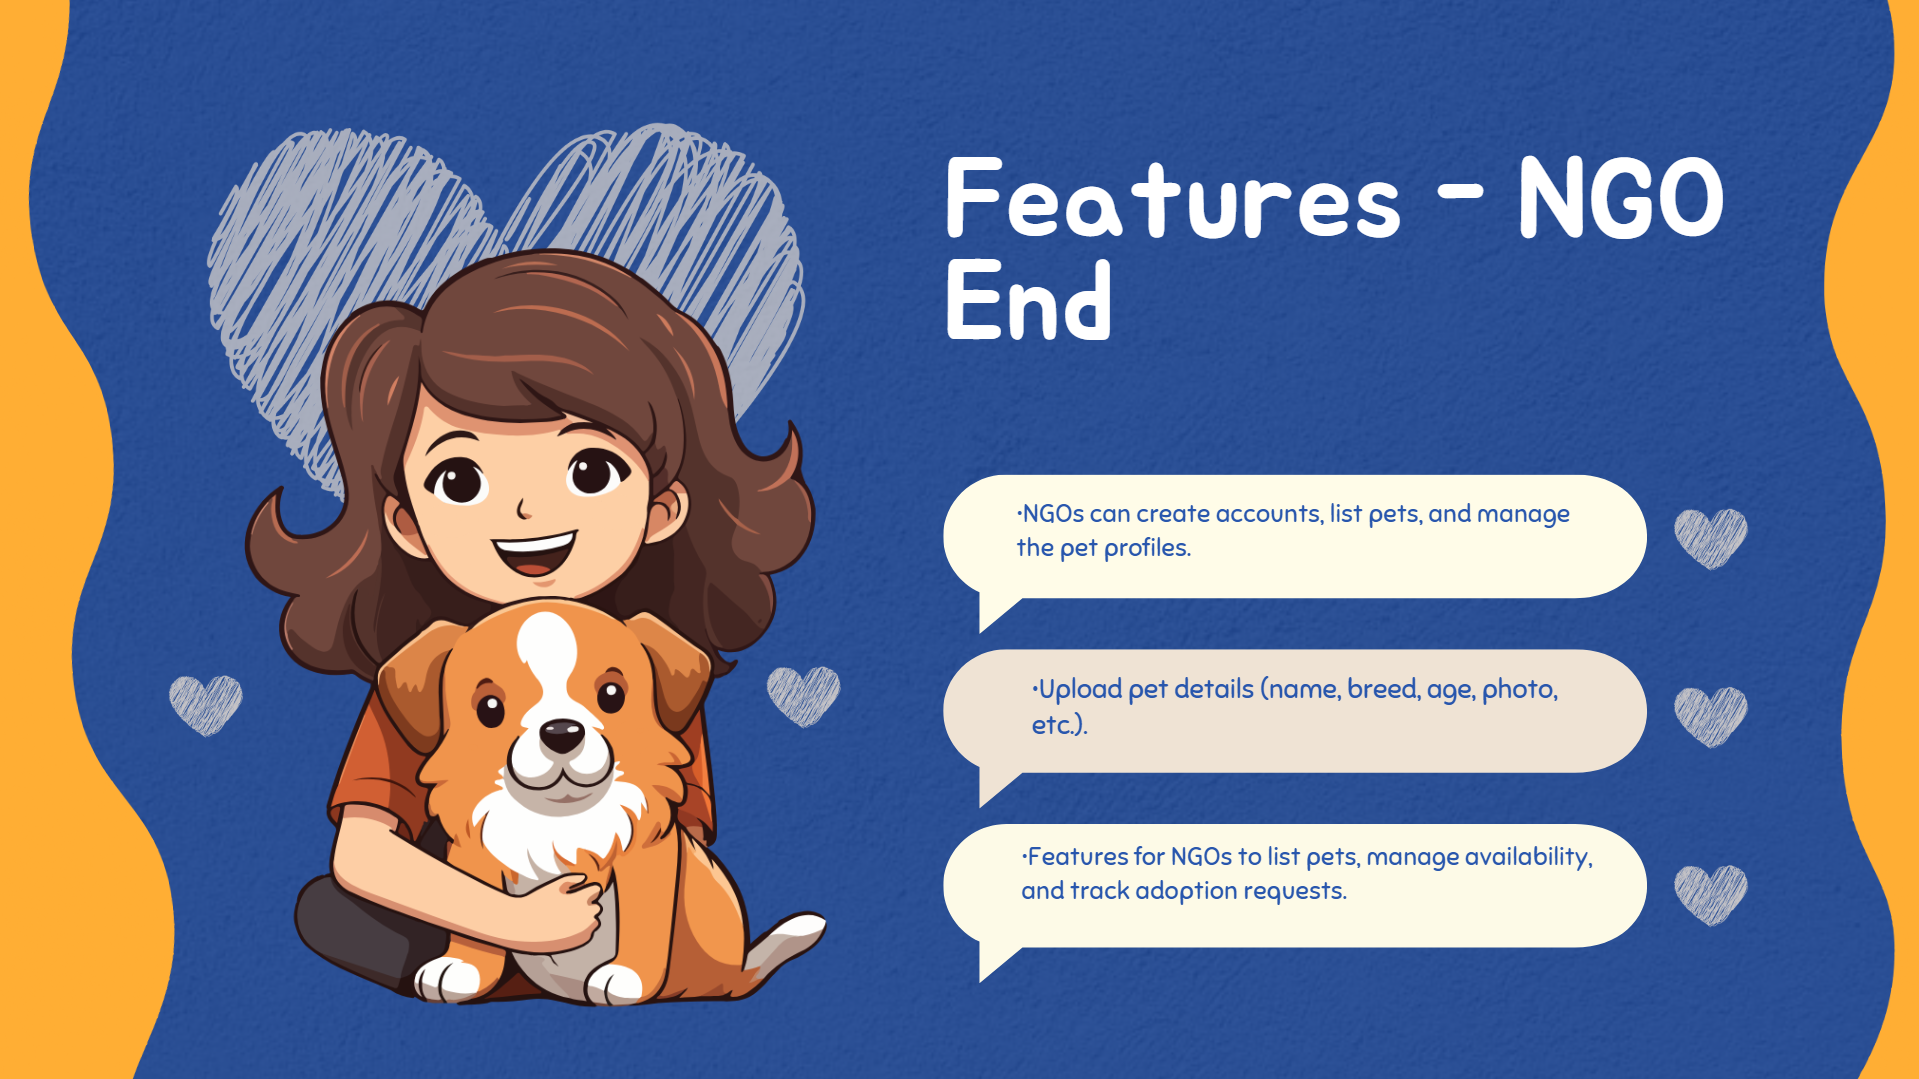 Features - NGO
End
•NGOs can create accounts, list pets, and manage
the pet profiles.
•Upload pet details (name, breed, age, photo,
etc.).
•Features for NGOs to list pets, manage availability,
and track adoption requests.